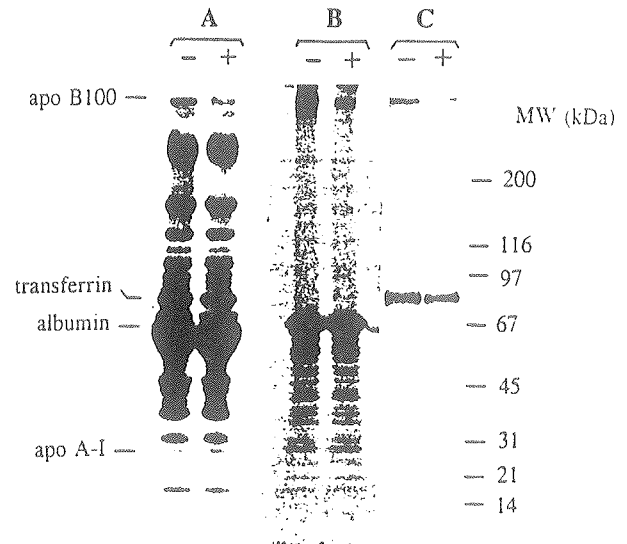 A B C
- + - + - +
apo B100
MW (kDa)
200
116
97
transferrin
albumin
67
45
31
apo A-I
21
14